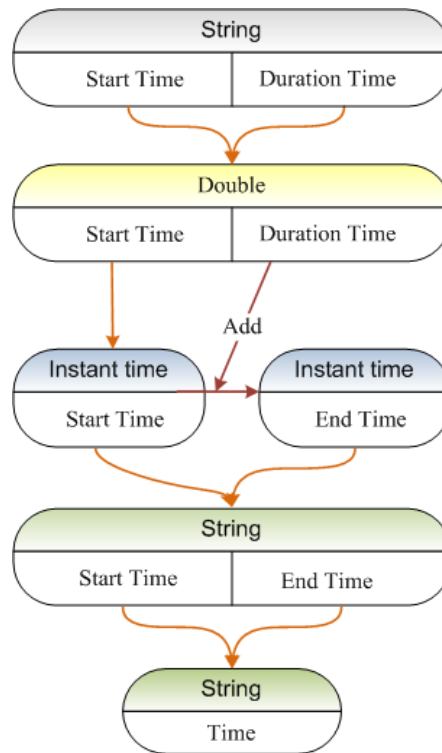 String
Start Time Duration Time
Double
Start Time Duration Time
Add
Instant time Instant time
Start Time End Time
String
Start Time End Time
String
Time